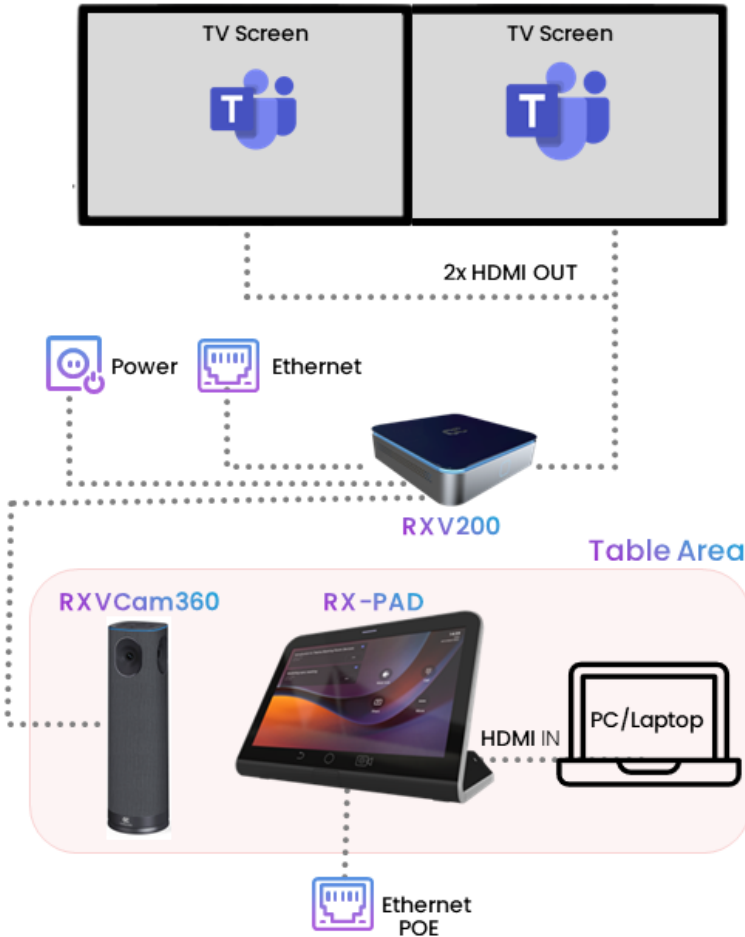 TV Screen
TV Screen
T
T
2x HDMI OUT
Power
Ethernet
RXV200
Table Area
RXVCam360
RX-PAD
HDMI IN
PC/Laptop
Ethernet
POE